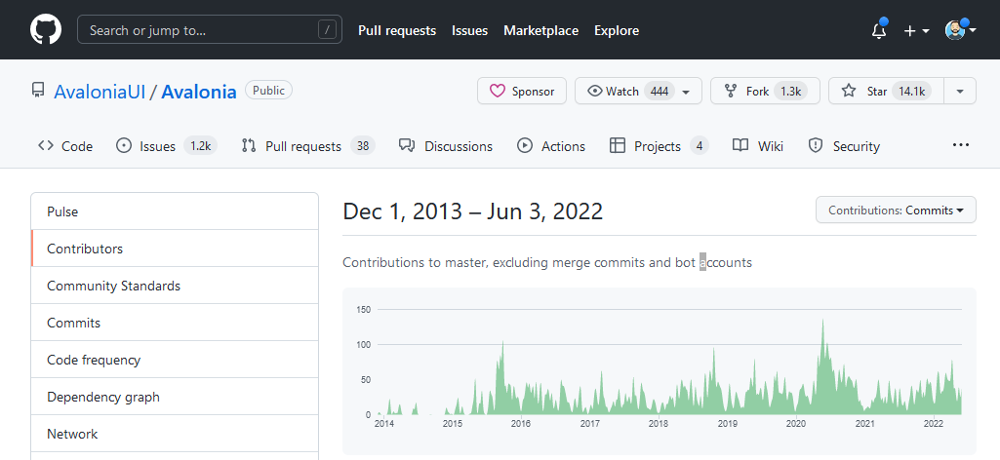 Search or jump to... /
Pull requests Issues Marketplace Explore
AvaloniaUI / Avalonia Public
Sponsor Watch 444 Fork 1.3k Star 14.1k
Code Issues 1.2k Pull requests 38 Discussions Actions Projects 4 Wiki Security ...
Pulse
Contributors
Community Standards
Commits
Code frequency
Dependency graph
Network
Dec 1, 2013 – Jun 3, 2022
Contributions: Commits
Contributions to master, excluding merge commits and bot accounts
150
100
50
0
2014 2015 2016 2017 2018 2019 2020 2021 2022